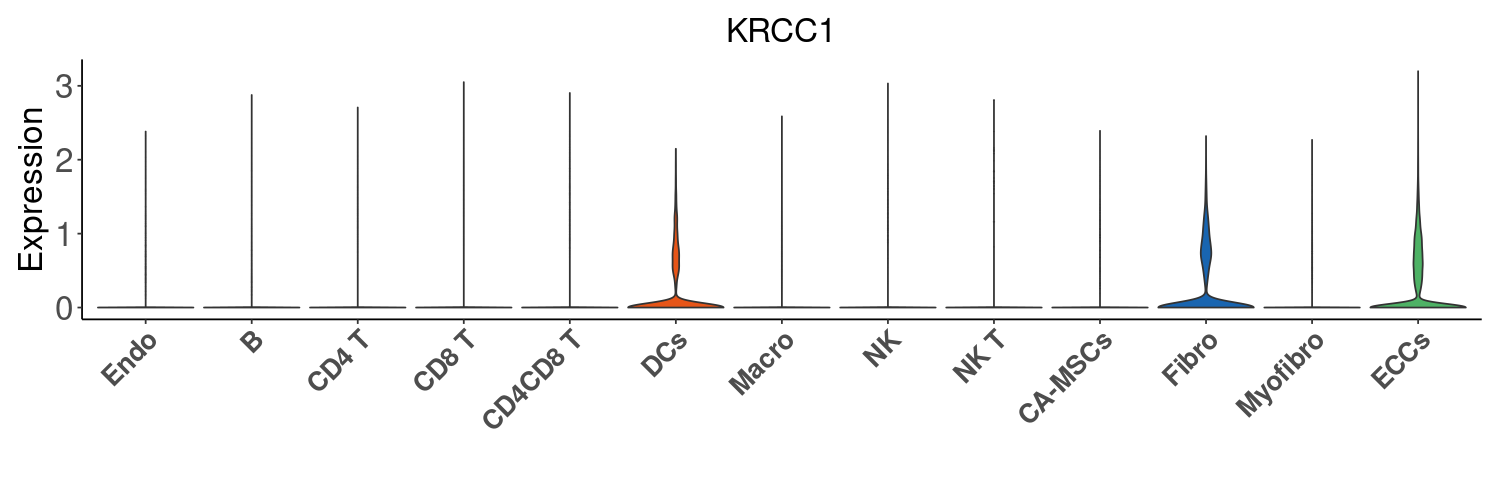 KRCC1
Expression
3
2
1
0
Endo
B
CD4 T
CD8 T
CD4CD8 T
DCs
Macro
NK
NK T
CA-MSCs
Fibro
Myofibro
ECCs